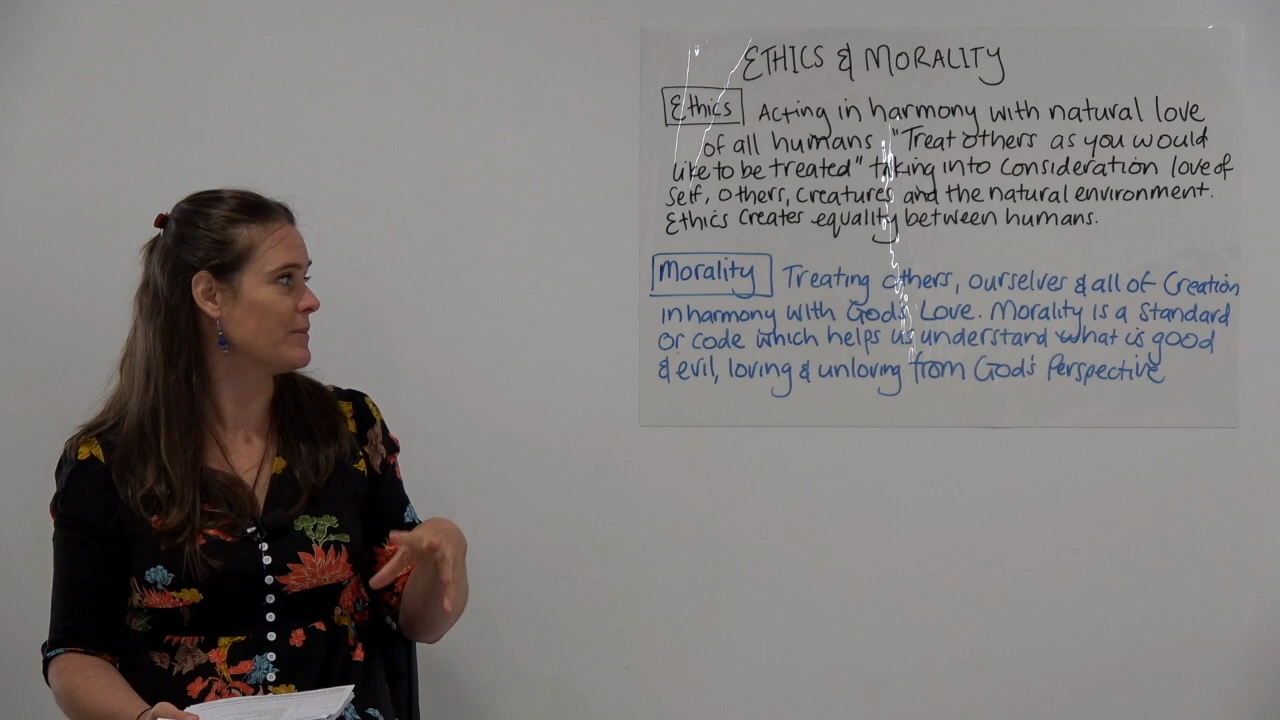 ETHICS & MORALITY
Ethics Acting in harmony with natural love
of all humans. "Treat others as you would
like to be treated" taking into consideration love of
self, others, creatures and the natural environment.
Ethics creates equality between humans.
Morality Treating others, ourselves & all of Creation
in harmony with God's Love. Morality is a standard
or code which helps us understand what is good
& evil, loving & unloving from God's Perspective